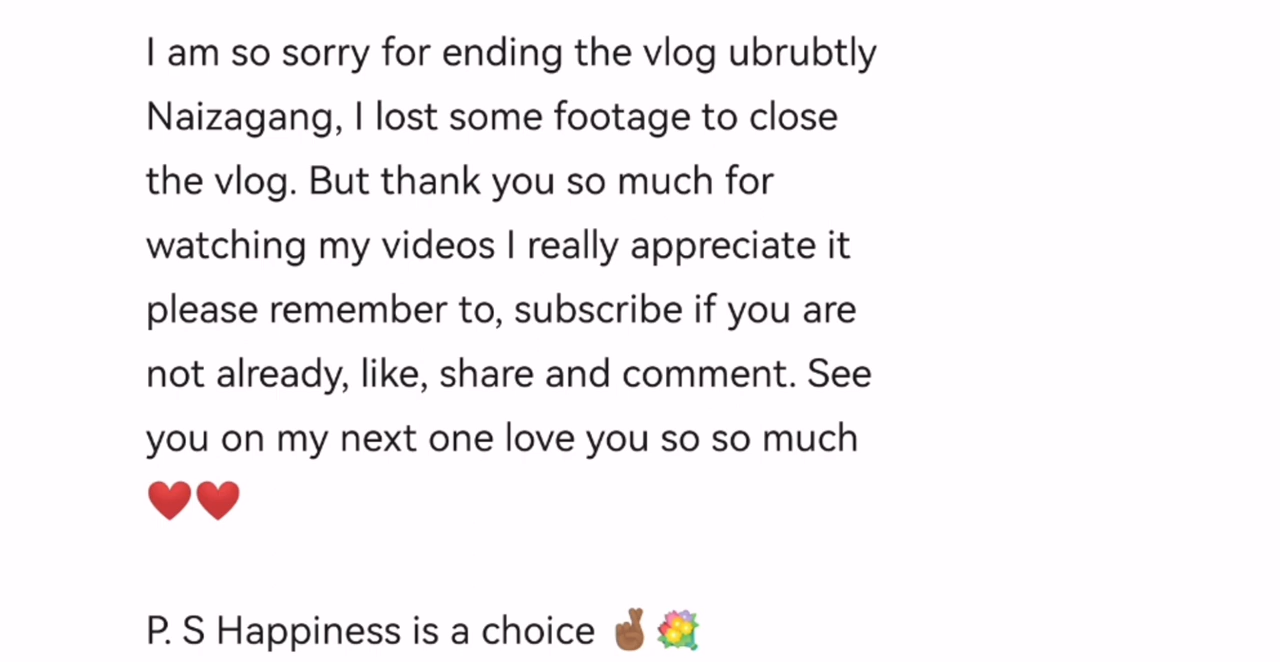 I am so sorry for ending the vlog ubrubtly
Naizagang, I lost some footage to close
the vlog. But thank you so much for
watching my videos I really appreciate it
please remember to, subscribe if you are
not already, like, share and comment. See
you on my next one love you so so much
❤️❤️
P. S Happiness is a choice 🤞🏾💐